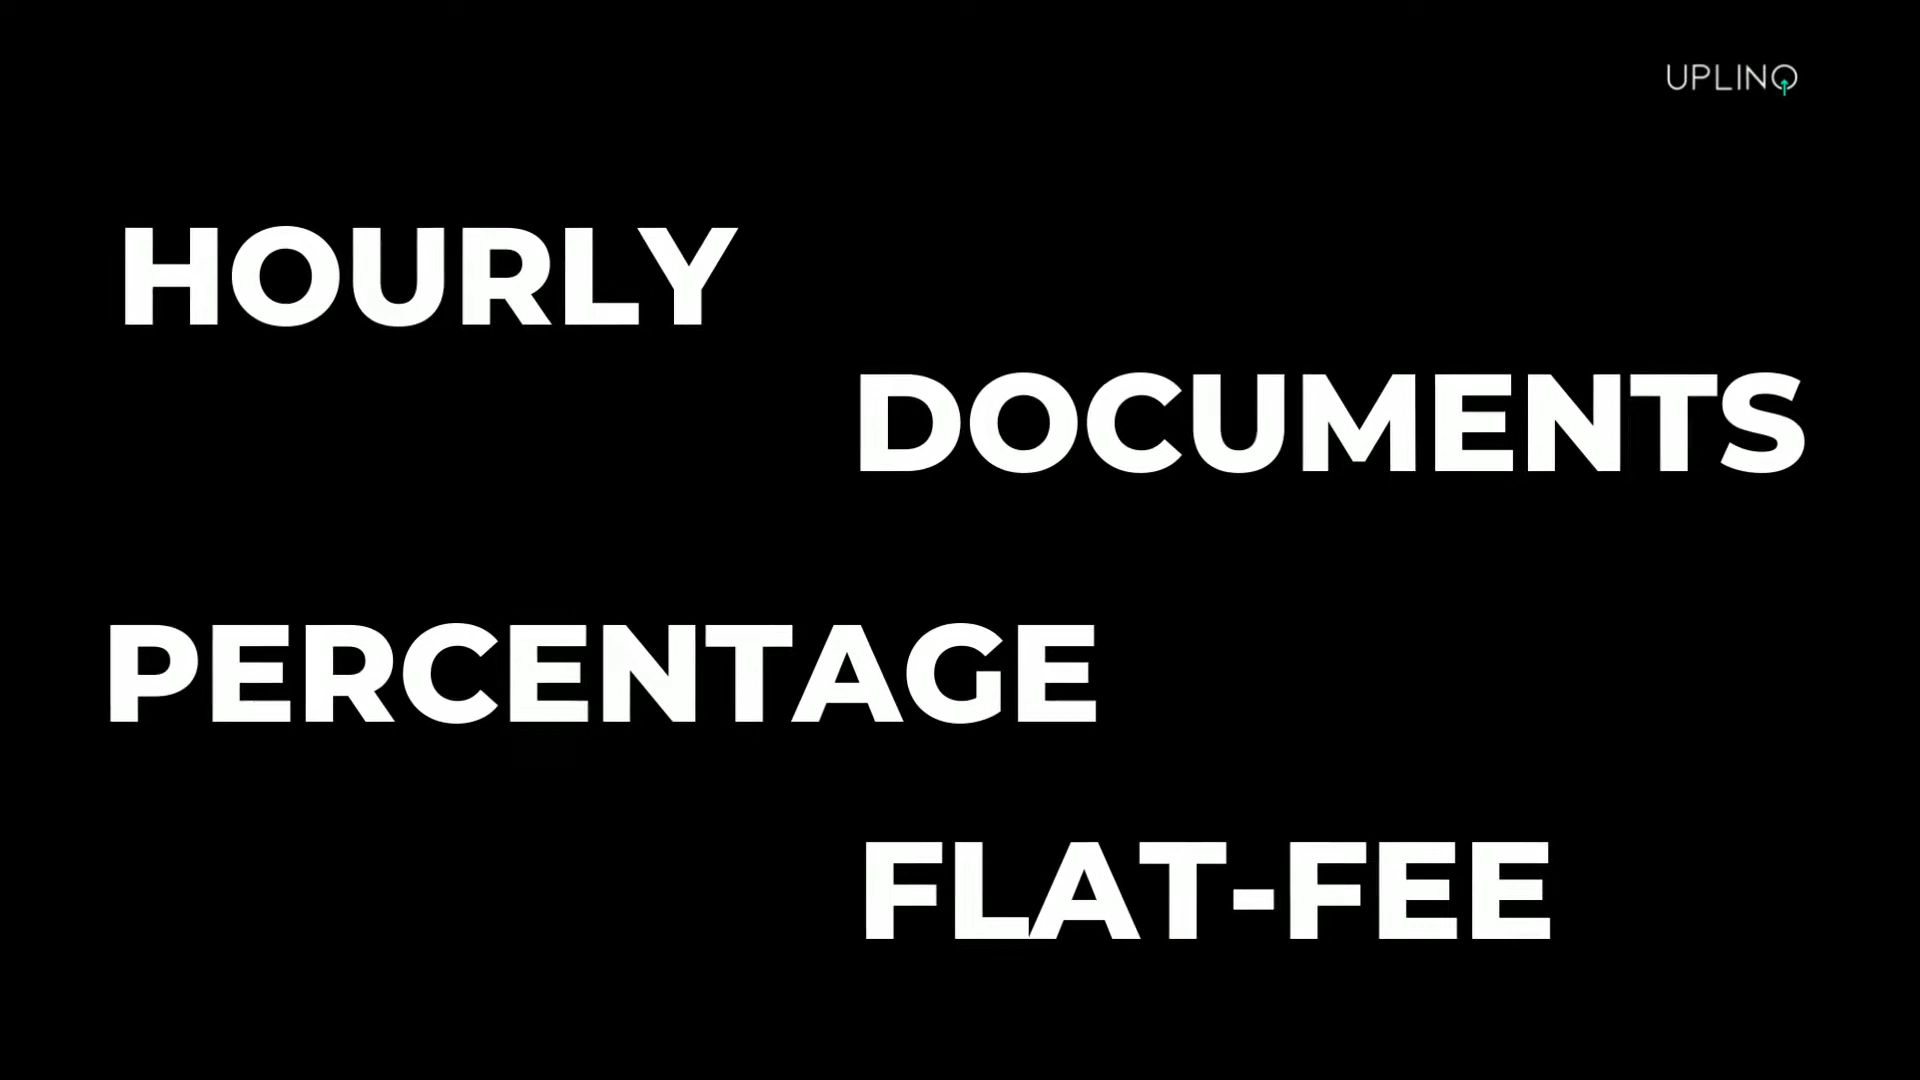 UPLINQ
HOURLY
DOCUMENTS
PERCENTAGE
FLAT-FEE